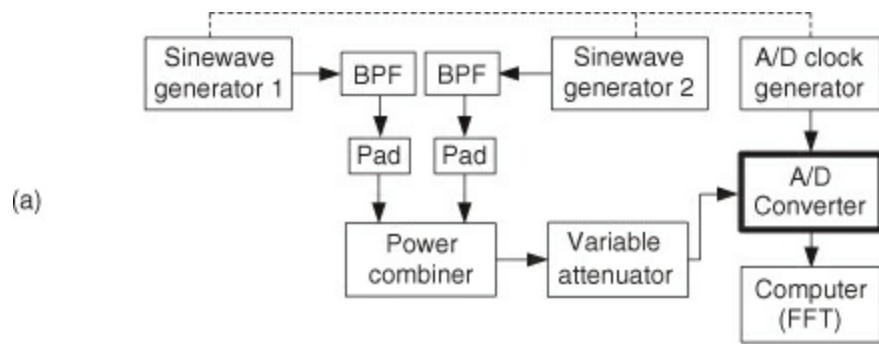 Sinewave
generator 1
BPF
BPF
Sinewave
generator 2
A/D clock
generator
Pad
Pad
(a)
A/D
Converter
Power
combiner
Variable
attenuator
Computer
(FFT)